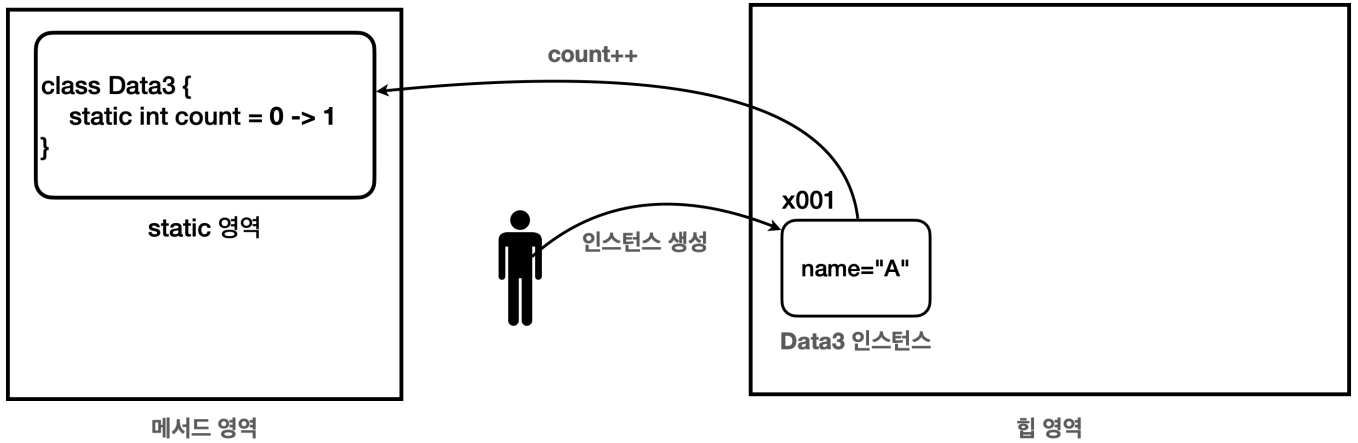 class Data3 {
static int count = 0 -> 1
}
static 영역
메서드 영역
count++
인스턴스 생성
x001
name="A"
Data3 인스턴스
힙 영역